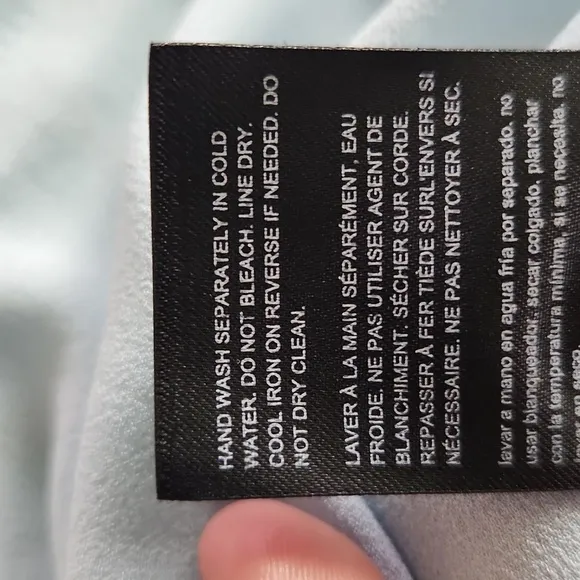 HAND WASH SEPARATELY IN COLD
WATER. DO NOT BLEACH. LINE DRY.
COOL IRON ON REVERSE IF NEEDED. DO
NOT DRY CLEAN.
LAVER À LA MAIN SÉPARÉMENT, EAU
FROIDE. NE PAS UTILISER AGENT DE
BLANCHIMENT. SÉCHER SUR CORDE.
REPASSER À FER TIÈDE SURL'ENVERS SI
NÉCESSAIRE. NE PAS NETTOYER À SEC.
lavar a mano en agua fría por separado. no
usar blanqueador. secar colgado. planchar
con la temperatura mínima, si se necesita. no